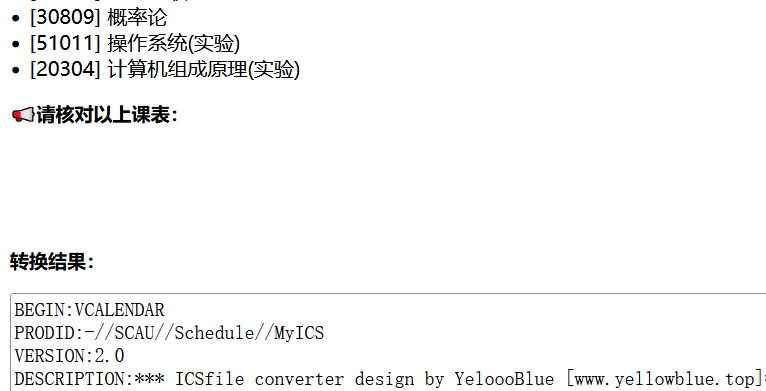 • [30809] 概率论
• [51011] 操作系统(实验)
• [20304] 计算机组成原理(实验)
📢请核对以上课表：
转换结果：
BEGIN:VCALENDAR
PRODID:-//SCAU//Schedule//MyICS
VERSION:2.0
DESCRIPTION:*** ICSfile converter design by YeloooBlue [www.yellowblue.top]